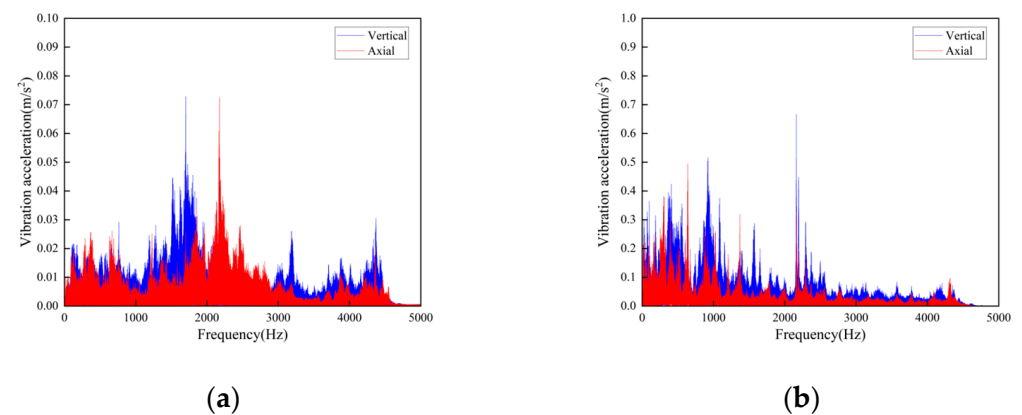 0.10
0.09
0.08
0.07
0.06
0.05
0.04
0.03
0.02
0.01
0.00
Vibration acceleration(m/s²)
Vertical
Axial
0 1000 2000 3000 4000 5000
Frequency(Hz)
(a)
1.0
0.9
0.8
0.7
0.6
0.5
0.4
0.3
0.2
0.1
0.0
Vibration acceleration(m/s²)
Vertical
Axial
0 1000 2000 3000 4000 5000
Frequency(Hz)
(b)